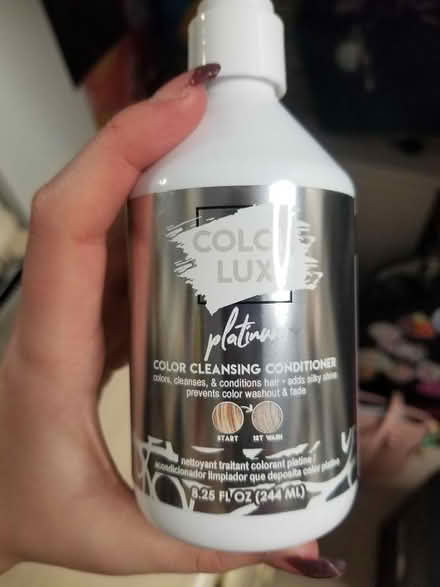 COLOR
LUX
platinum
COLOR CLEANSING CONDITIONER
colors, cleanses, & conditions hair • adds silky shine
prevents color washout & fade
START
1ST WASH
nettoyant traitant colorant platine /
acondicionador limpiador que deposita color platino
8.25 FL OZ (244 ML)